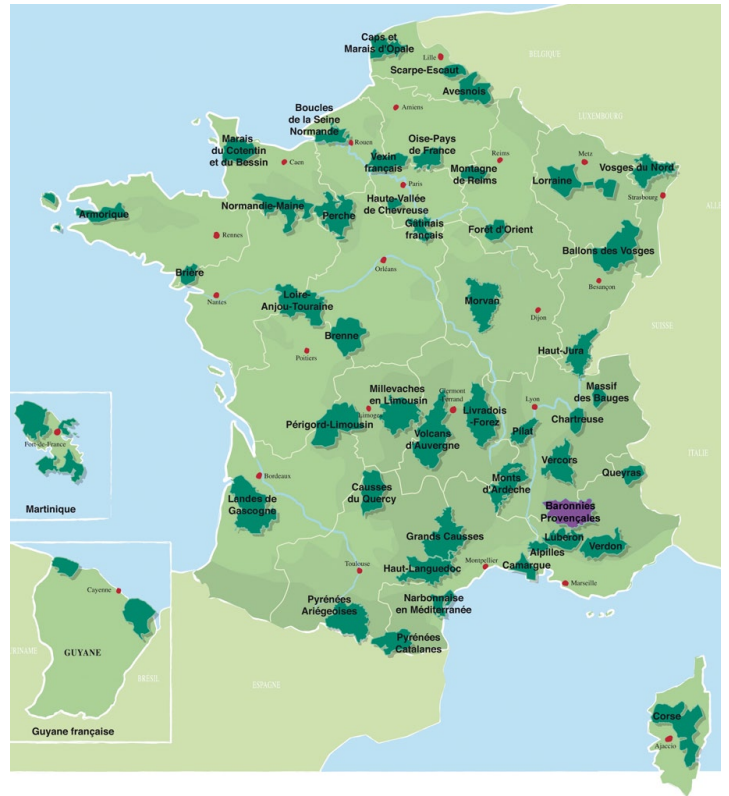 Caps et
Marais d'Opale
Lille
BELGIQUE
Scarpe-Escaut
Avesnois
Amiens
LUXEMBOURG
Boucles
de la Seine
Normande
Rouen
Marais
du Cotentin
et du Bessin
Caen
Oise-Pays
de France
Vexin
français
Reims
Montagne
de Reims
Metz
Lorraine
Vosges du Nord
Strasbourg
Paris
Haute-Vallée
de Chevreuse
Normandie-Maine
Perche
Armorique
Rennes
Gatinais
français
Forêt d'Orient
Ballons des Vosges
Orléans
Brière
Nantes
Besançon
Loire-
Anjou-Touraine
Morvan
Dijon
SUISSE
Brenne
Poitiers
Haut-Jura
Massif
des Bauges
Millevaches
en Limousin
Clermont
Ferrand
Lyon
Limoges
Livradois
-Forez
Chartreuse
Périgord-Limousin
Volcans
d'Auvergne
Pilat
Fort-de-France
Martinique
ITALIE
Vercors
Queyras
Bordeaux
Causses
du Quercy
Monts
d'Ardèche
Lendes de
Gascogne
Baronnies
Provençales
Grands Causses
Luberon
Verdon
Alpilles
Toulouse
Haut-Languedoc
Montpellier
Camargue
Marseille
Cayenne
Pyrénées
Ariégeoises
Narbonnaise
en Méditerranée
Pyrénées
Catalanes
GUYANE
BRÉSIL
ESPAGNE
Guyane française
Corse
Ajaccio